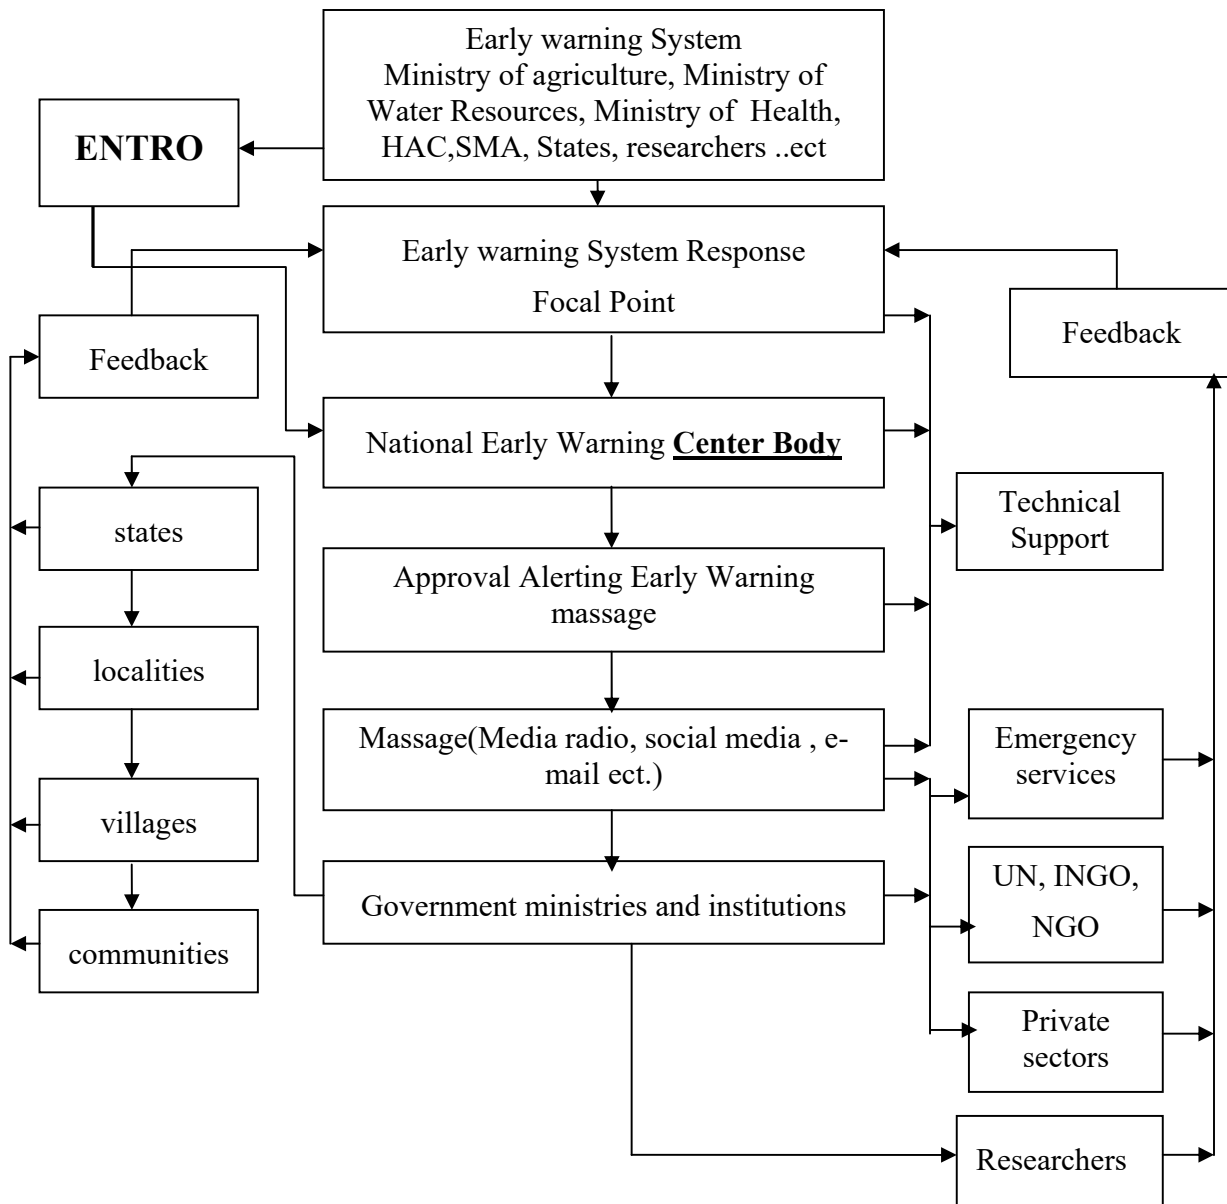 Early warning System
Ministry of agriculture, Ministry of
Water Resources, Ministry of Health,
HAC,SMA, States, researchers ..ect
ENTRO
Early warning System Response
Focal Point
Feedback
Feedback
National Early Warning Center Body
states
Technical
Support
Approval Alerting Early Warning
massage
localities
Massage(Media radio, social media , e-
mail ect.)
Emergency
services
villages
Government ministries and institutions
UN, INGO,
NGO
communities
Private
sectors
Researchers